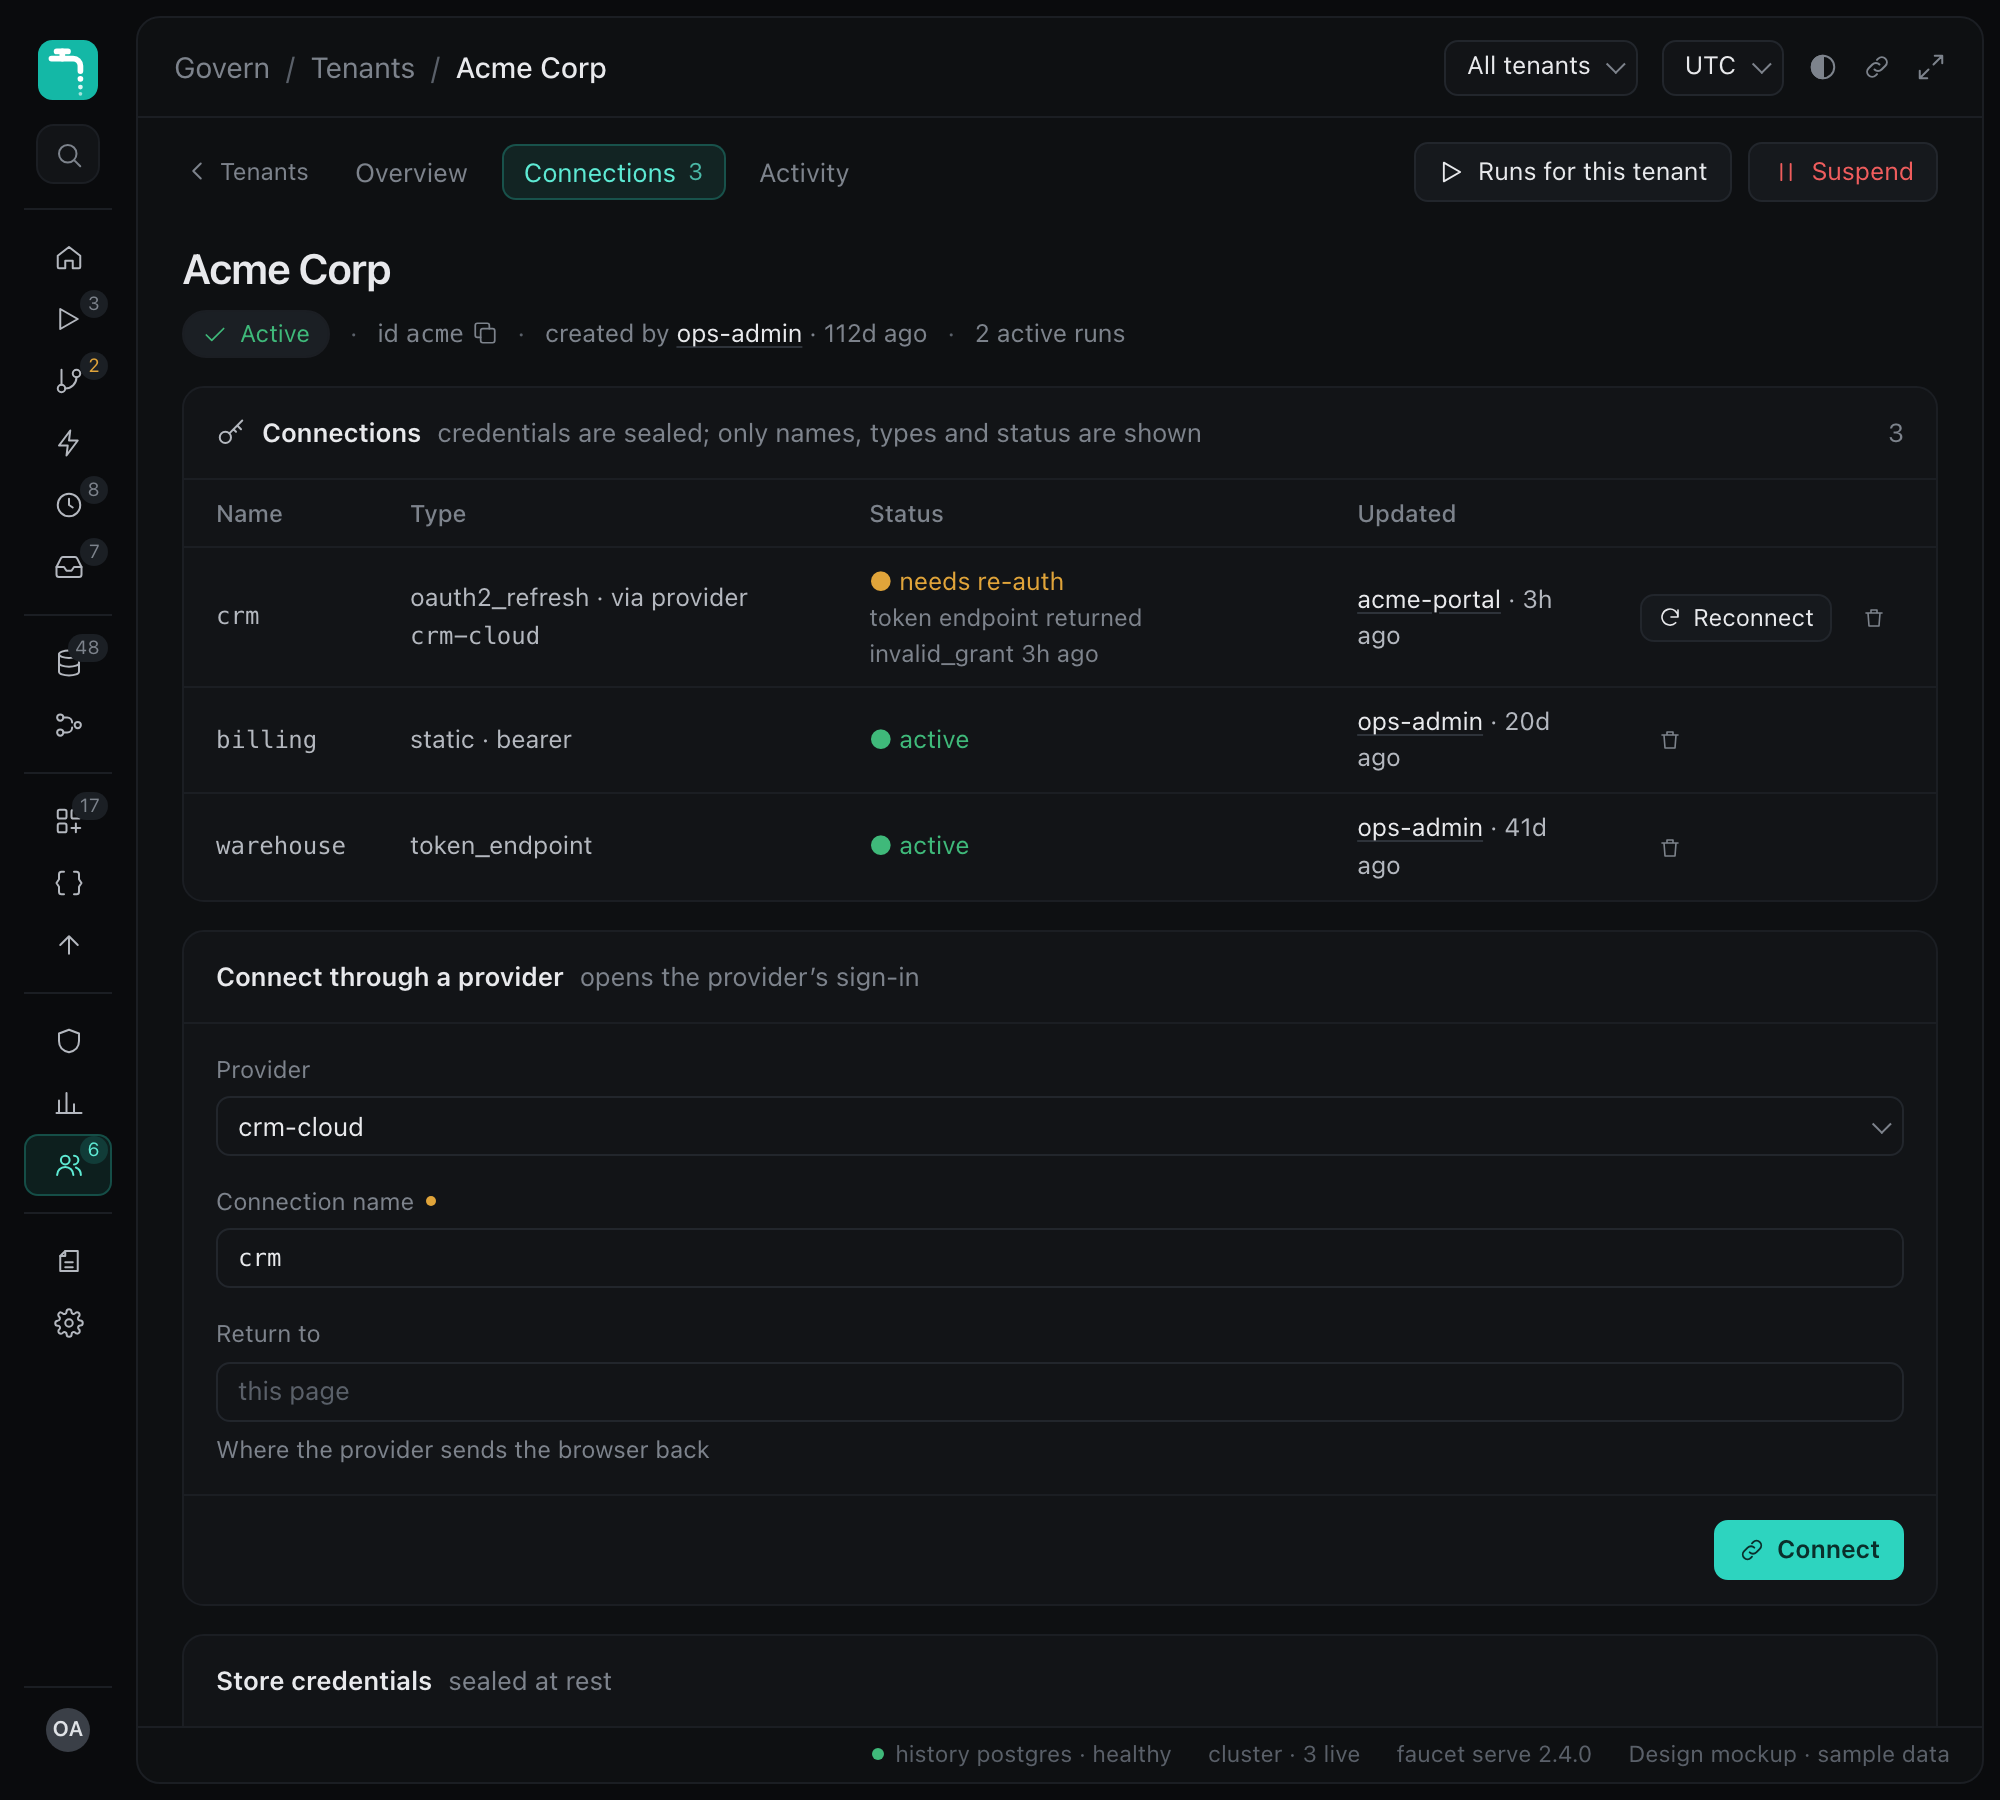 Govern / Tenants / Acme Corp
All tenants
UTC
Tenants
Overview
Connections 3
Activity
Runs for this tenant
Suspend
3
2
8
7
48
17
6
OA
Acme Corp
Active · id acme · created by ops-admin · 112d ago · 2 active runs
Connections credentials are sealed; only names, types and status are shown 3
Name Type Status Updated
crm
oauth2_refresh · via provider
crm-cloud
needs re-auth
token endpoint returned
invalid_grant 3h ago
acme-portal · 3h
ago
Reconnect
billing
static · bearer
active
ops-admin · 20d
ago
warehouse
token_endpoint
active
ops-admin · 41d
ago
Connect through a provider opens the provider’s sign-in
Provider
crm-cloud
Connection name
crm
Return to
this page
Where the provider sends the browser back
Connect
Store credentials sealed at rest
history postgres · healthy cluster · 3 live faucet serve 2.4.0 Design mockup · sample data